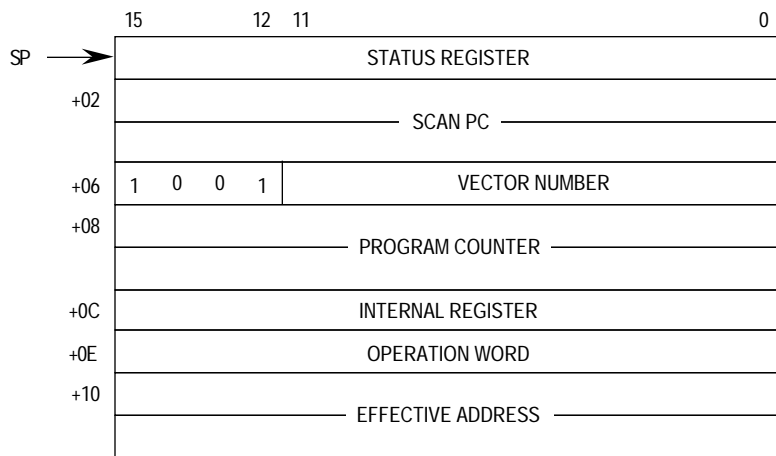 15 12 11 0
SP STATUS REGISTER
+02
SCAN PC
+06 1 0 0 1 VECTOR NUMBER
+08
PROGRAM COUNTER
+0C INTERNAL REGISTER
+0E OPERATION WORD
+10
EFFECTIVE ADDRESS